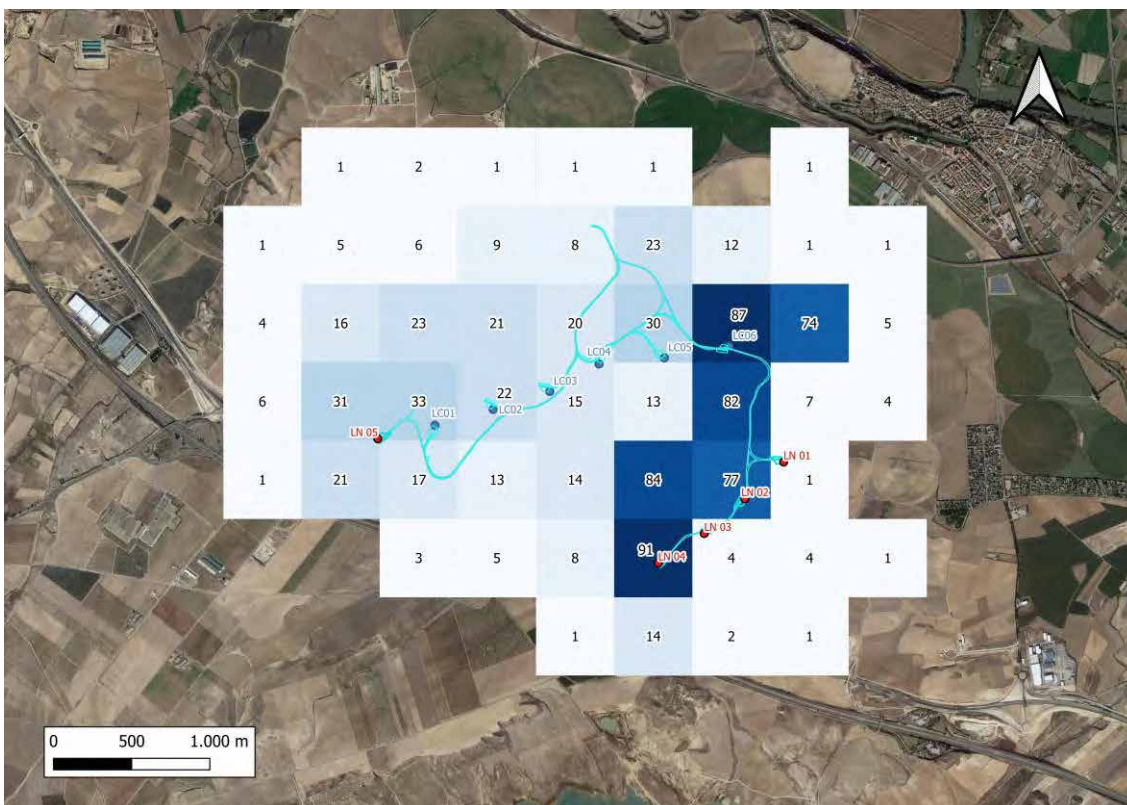 1 2 1 1 1 1
1 5 6 9 8 23 12 1 1
4 16 23 21 20 30 87 74 5
LC06
LC04 LC05
6 31 33 22 15 13 82 7 4
LC03
LC01 LC02
LN 05
LN 01
1 21 17 13 14 84 77 1
LN 02
LN 03
3 5 8 91 4 4 1
LN 04
1 14 2 1
0 500 1.000 m